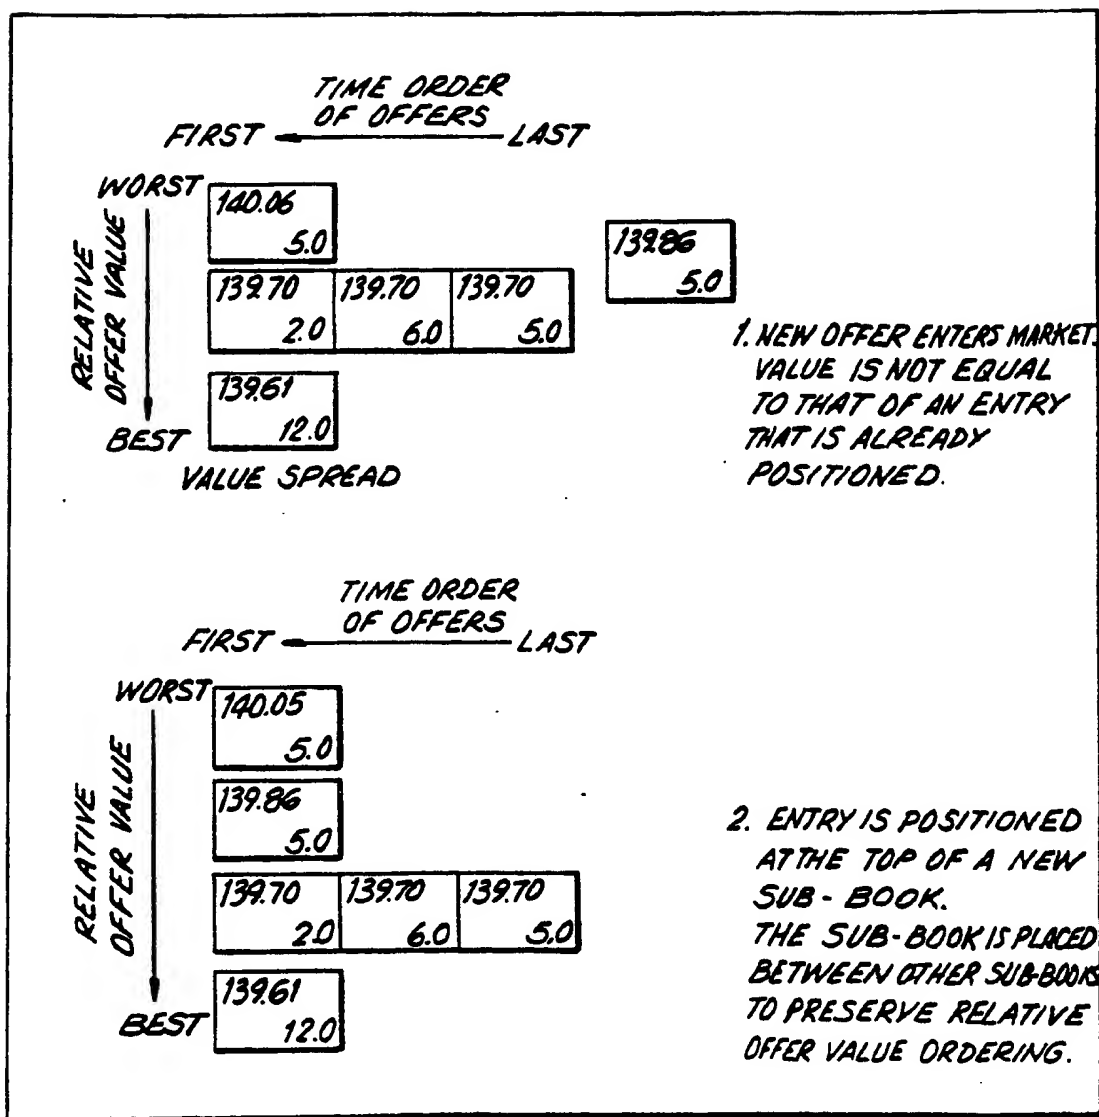 TIME ORDER
OF OFFERS
FIRST LAST
WORST
RELATIVE
OFFER VALUE
BEST
140.06
5.0
139.70 139.70 139.70
2.0 6.0 5.0
139.61
12.0
VALUE SPREAD
139.86
5.0
1. NEW OFFER ENTERS MARKET.
VALUE IS NOT EQUAL
TO THAT OF AN ENTRY
THAT IS ALREADY
POSITIONED.
TIME ORDER
OF OFFERS
FIRST LAST
WORST
RELATIVE
OFFER VALUE
BEST
140.05
5.0
139.86
5.0
139.70 139.70 139.70
2.0 6.0 5.0
139.61
12.0
2. ENTRY IS POSITIONED
AT THE TOP OF A NEW
SUB-BOOK.
THE SUB-BOOK IS PLACED
BETWEEN OTHER SUB-BOOKS
TO PRESERVE RELATIVE
OFFER VALUE ORDERING.